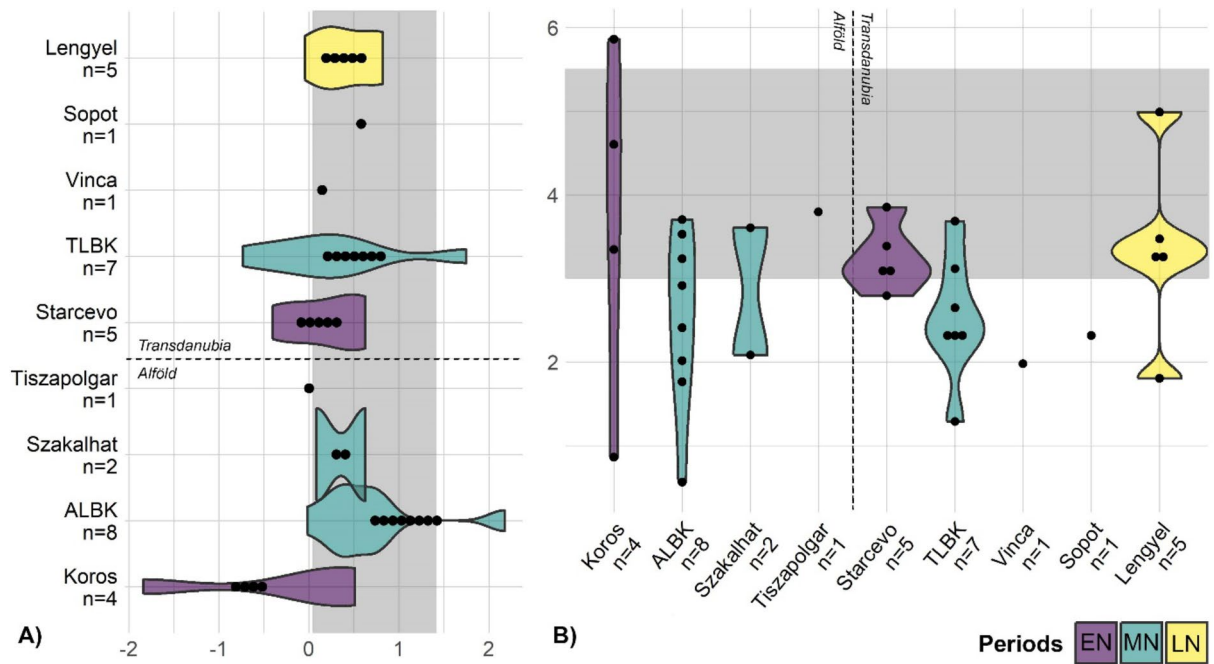 Lengyel
n=5
Sopot
n=1
Vinca
n=1
TLBK
n=7
Starcevo
n=5
Transdanubia
Alföld
Tiszapolgar
n=1
Szakalhat
n=2
ALBK
n=8
Koros
n=4
A)
-2
-1
0
1
2
6
4
2
Alföld
Transdanubia
Koros
n=4
ALBK
n=8
Szakalhat
n=2
Tiszapolgar
n=1
Starcevo
n=5
TLBK
n=7
Vinca
n=1
Sopot
n=1
Lengyel
n=5
B)
Periods EN MN LN